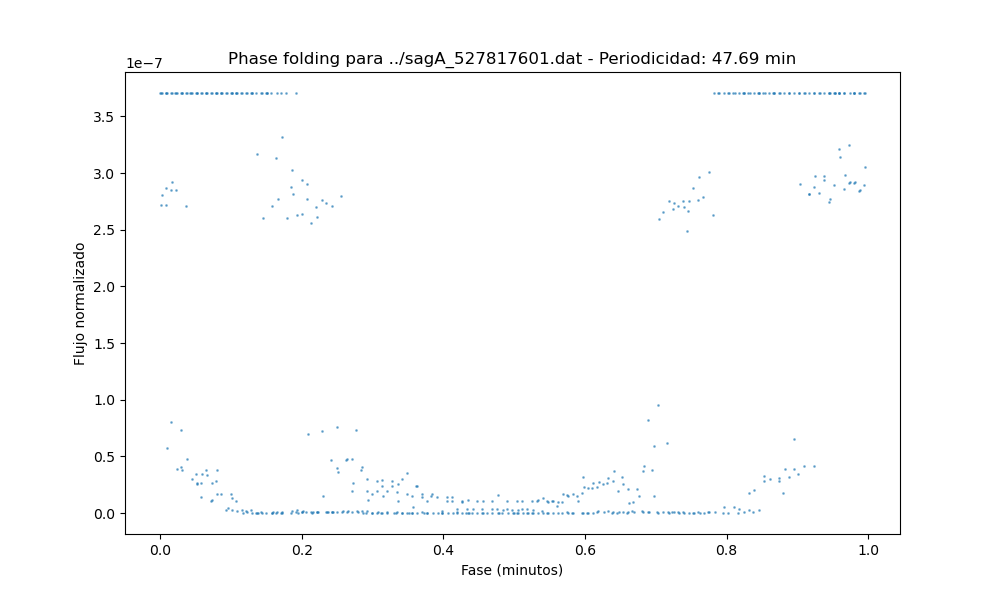 Phase folding para ../sagA_527817601.dat - Periodicidad: 47.69 min
1e−7
3.5
3.0
2.5
2.0
1.5
1.0
0.5
0.0
Flujo normalizado
0.0 0.2 0.4 0.6 0.8 1.0
Fase (minutos)